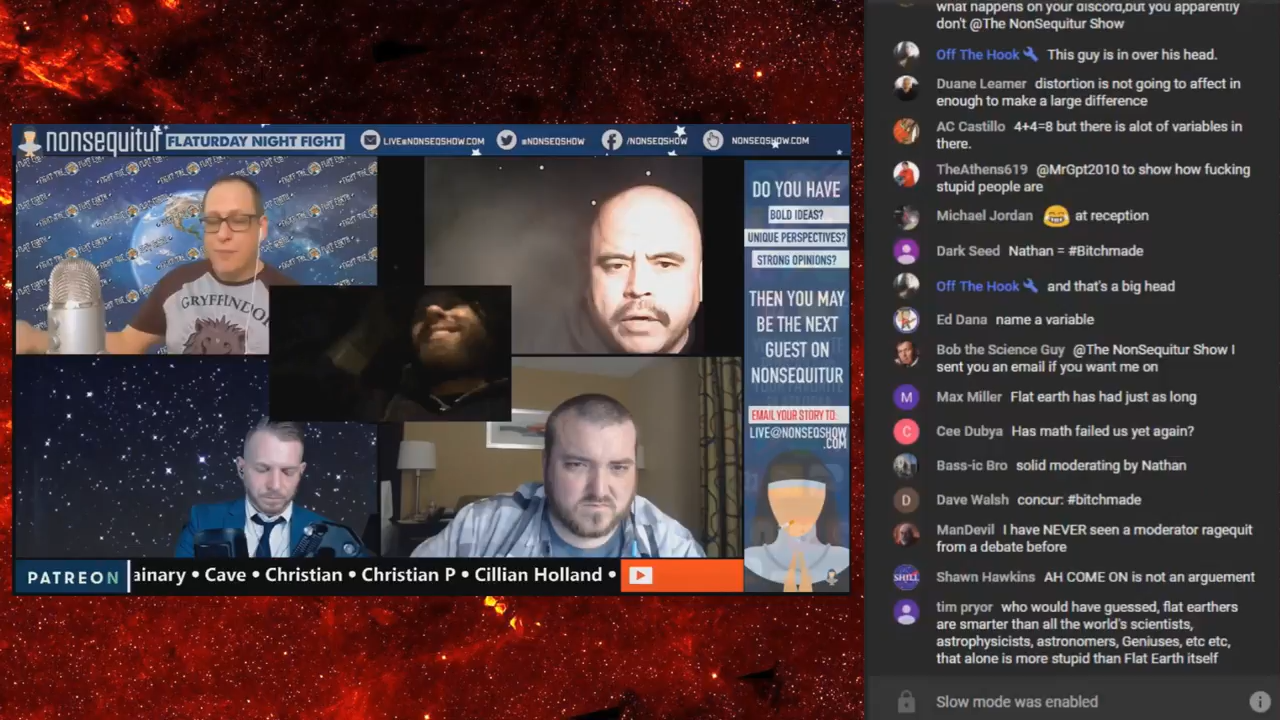 nonsequitur FLATURDAY NIGHT FIGHT LIVE@NONSEQSHOW.COM @NONSEQSHOW /NONSEQSHOW NONSEQSHOW.COM
GRYFFINDOR
DO YOU HAVE
BOLD IDEAS?
UNIQUE PERSPECTIVES?
STRONG OPINIONS?
THEN YOU MAY
BE THE NEXT
GUEST ON
NONSEQUITUR
EMAIL YOUR STORY TO:
LIVE@NONSEQSHOW
.COM
PATREON ainary • Cave • Christian • Christian P • Cillian Holland •
what happens on your discord,but you apparently
don't @The NonSequitur Show
Off The Hook This guy is in over his head.
Duane Learner distortion is not going to affect in
enough to make a large difference
AC Castillo 4+4=8 but there is alot of variables in
there.
TheAthens619 @MrGpt2010 to show how fucking
stupid people are
Michael Jordan 😂 at reception
Dark Seed Nathan = #Bitchmade
Off The Hook and that's a big head
Ed Dana name a variable
Bob the Science Guy @The NonSequitur Show I
sent you an email if you want me on
M Max Miller Flat earth has had just as long
C Cee Dubya Has math failed us yet again?
Bass-ic Bro solid moderating by Nathan
D Dave Walsh concur: #bitchmade
ManDevil I have NEVER seen a moderator ragequit
from a debate before
SHILL Shawn Hawkins AH COME ON is not an arguement
tim pryor who would have guessed, flat earthers
are smarter than all the world's scientists,
astrophysicists, astronomers, Geniuses, etc etc,
that alone is more stupid than Flat Earth itself
Slow mode was enabled